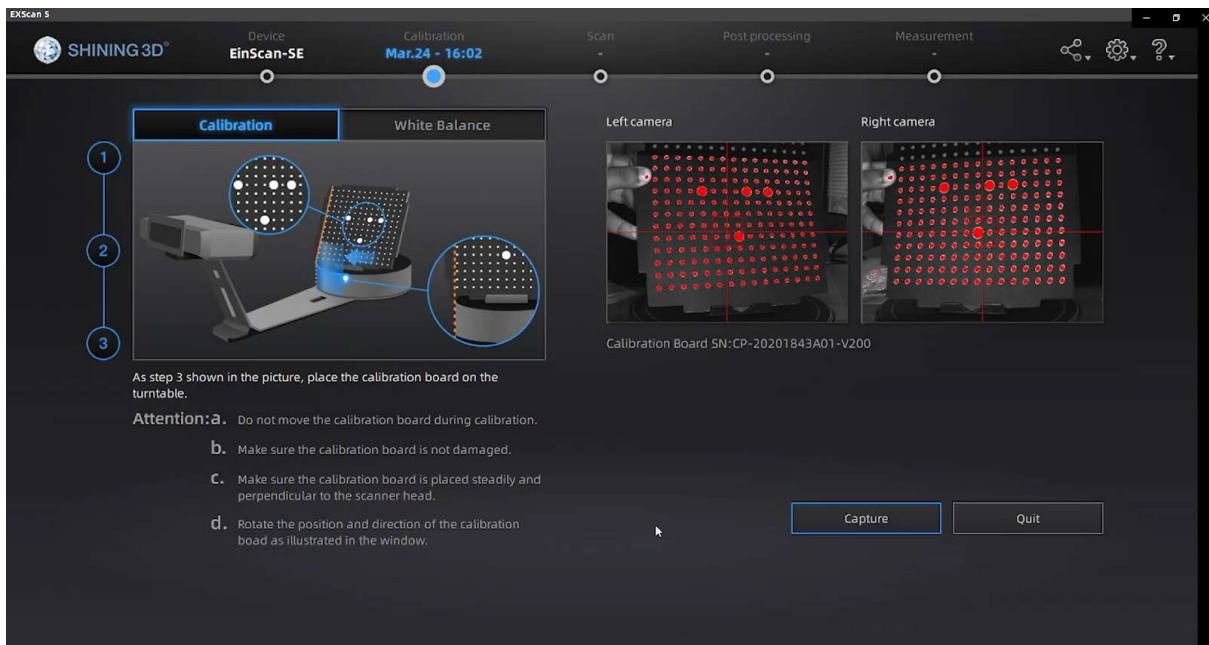 EXScan S
SHINING 3D®
Device
EinScan-SE
Calibration
Mar.24 - 16:02
Scan
-
Post processing
-
Measurement
-
Calibration
White Balance
1
2
3
As step 3 shown in the picture, place the calibration board on the
turntable.
Attention:a. Do not move the calibration board during calibration.
b. Make sure the calibration board is not damaged.
c. Make sure the calibration board is placed steadily and
perpendicular to the scanner head.
d. Rotate the position and direction of the calibration
boad as illustrated in the window.
Left camera
Right camera
Calibration Board SN:CP-20201843A01-V200
Capture
Quit